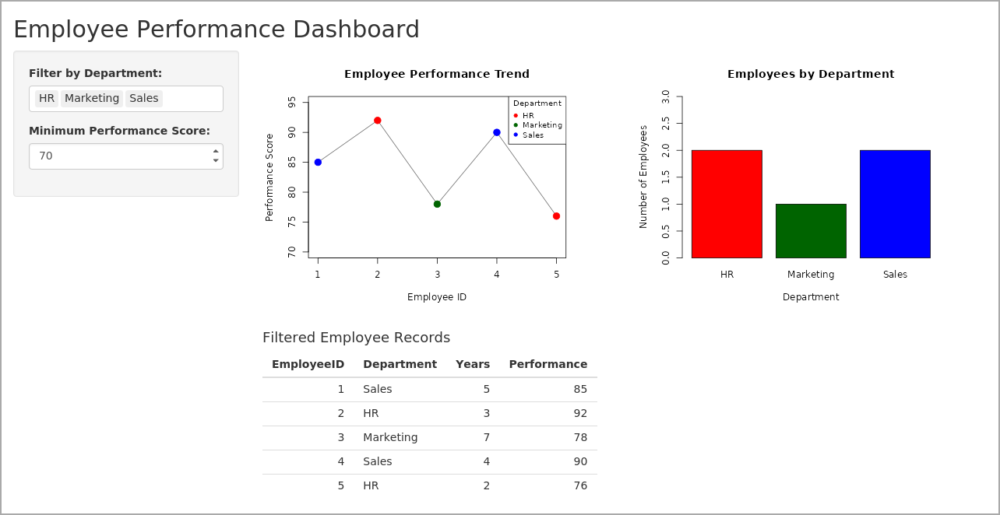 Employee Performance Dashboard
Filter by Department:
HR Marketing Sales
Minimum Performance Score:
70
Employee Performance Trend
Performance Score
95
90
85
80
75
70
Department
HR
Marketing
Sales
1 2 3 4 5
Employee ID
Employees by Department
Number of Employees
3.0
2.5
2.0
1.5
1.0
0.5
0.0
HR Marketing Sales
Department
Filtered Employee Records
EmployeeID Department Years Performance
1 Sales 5 85
2 HR 3 92
3 Marketing 7 78
4 Sales 4 90
5 HR 2 76